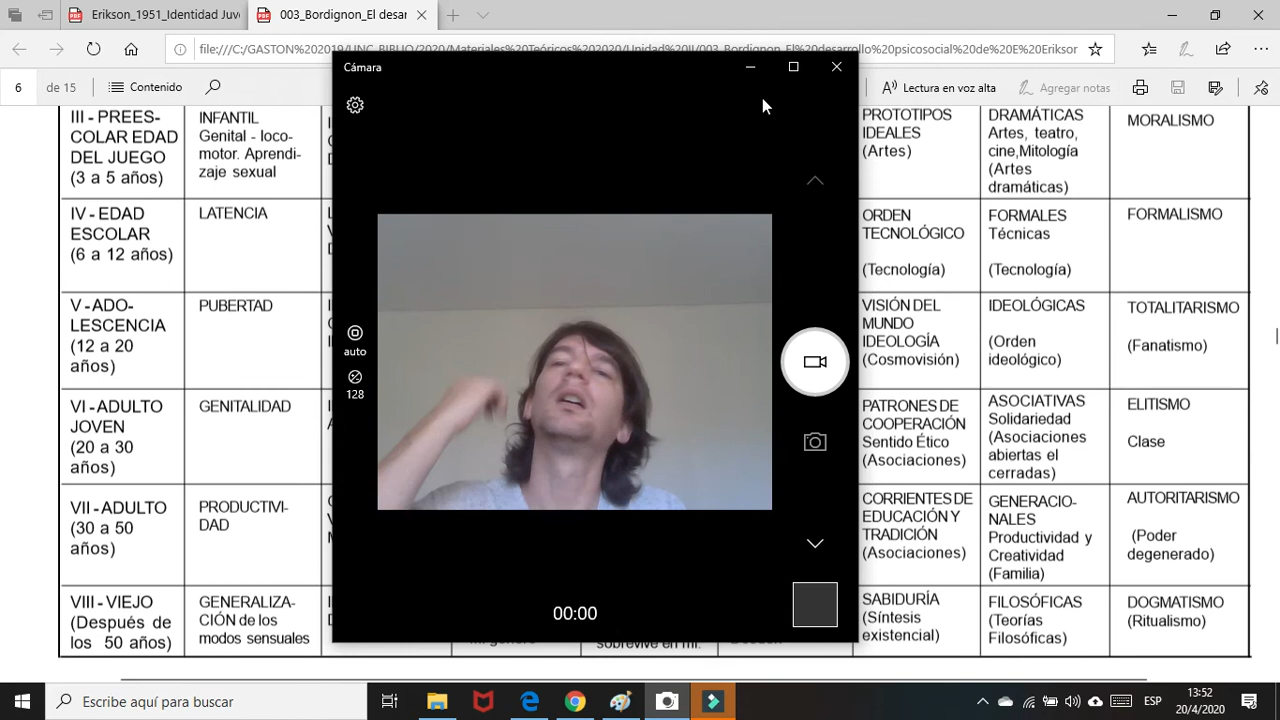 Erikson_1951_Identidad Juv
003_Bordignon_El desar
file:///C:/GASTON%202019/UNC_BIBLIO/2020/Materiales%20Teóricos%202020/Unidad%20II/003_Bordignon_El%20desarrollo%20psicosocial%20de%20E%20Eriksor
6 de 15
Contenido
Lectura en voz alta
Agregar notas
Cámara
III - PREES-
COLAR EDAD
DEL JUEGO
(3 a 5 años)
INFANTIL
Genital - loco-
motor. Aprendi-
zaje sexual
PROTOTIPOS
IDEALES
(Artes)
DRAMÁTICAS
Artes, teatro,
cine,Mitología
(Artes
dramáticas)
MORALISMO
IV - EDAD
ESCOLAR
(6 a 12 años)
LATENCIA
ORDEN
TECNOLÓGICO
(Tecnología)
FORMALES
Técnicas
(Tecnología)
FORMALISMO
V - ADO-
LESCENCIA
(12 a 20
años)
PUBERTAD
VISIÓN DEL
MUNDO
IDEOLOGÍA
(Cosmovisión)
IDEOLÓGICAS
(Orden
ideológico)
TOTALITARISMO
(Fanatismo)
VI - ADULTO
JOVEN
(20 a 30
años)
GENITALIDAD
PATRONES DE
COOPERACIÓN
Sentido Ético
(Asociaciones)
ASOCIATIVAS
Solidariedad
(Asociaciones
abiertas el
cerradas)
ELITISMO
Clase
VII - ADULTO
(30 a 50
años)
PRODUCTIVI-
DAD
CORRIENTES DE
EDUCACIÓN Y
TRADICIÓN
(Asociaciones)
GENERACIO-
NALES
Productividad y
Creatividad
(Familia)
AUTORITARISMO
(Poder
degenerado)
VIII - VIEJO
(Después de
los 50 años)
GENERALIZA-
CIÓN de los
modos sensuales
Sobrevive en mi.
SABIDURÍA
(Síntesis
existencial)
FILOSÓFICAS
(Teorías
Filosóficas)
DOGMATISMO
(Ritualismo)
auto
128
00:00
Escribe aquí para buscar
ESP
13:52
20/4/2020